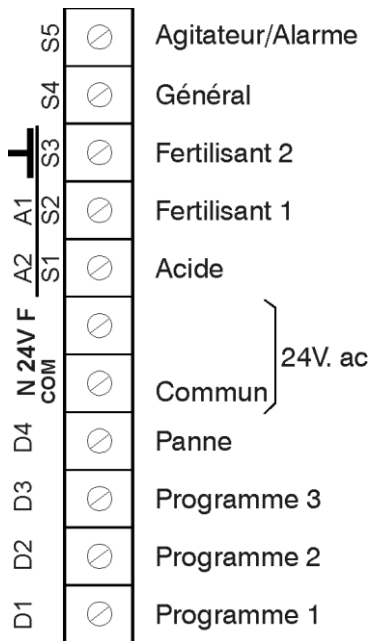 S5 Agitateur/Alarme
S4 Général
S3 Fertilisant 2
A1 S2 Fertilisant 1
A2 S1 Acide
N 24V F
24V. ac
COM Commun
D4 Panne
D3 Programme 3
D2 Programme 2
D1 Programme 1